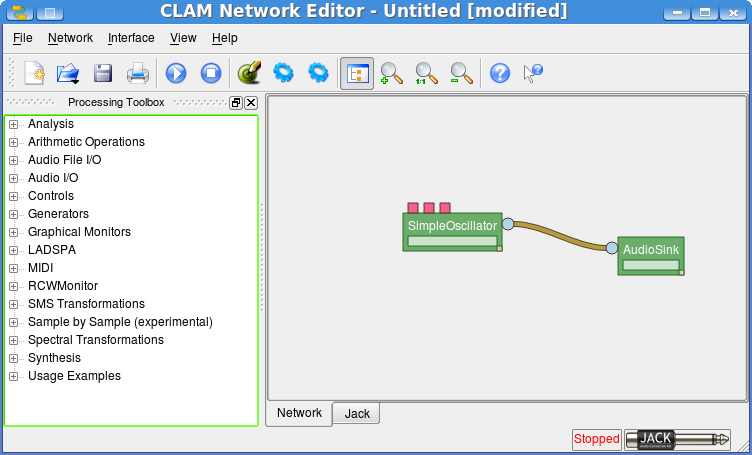 CLAM Network Editor - Untitled [modified]
File Network Interface View Help
1:1
Processing Toolbox
Analysis
Arithmetic Operations
Audio File I/O
Audio I/O
Controls
Generators
Graphical Monitors
LADSPA
MIDI
RCWMonitor
SMS Transformations
Sample by Sample (experimental)
Spectral Transformations
Synthesis
Usage Examples
SimpleOscillator
AudioSink
Network Jack
Stopped JACK